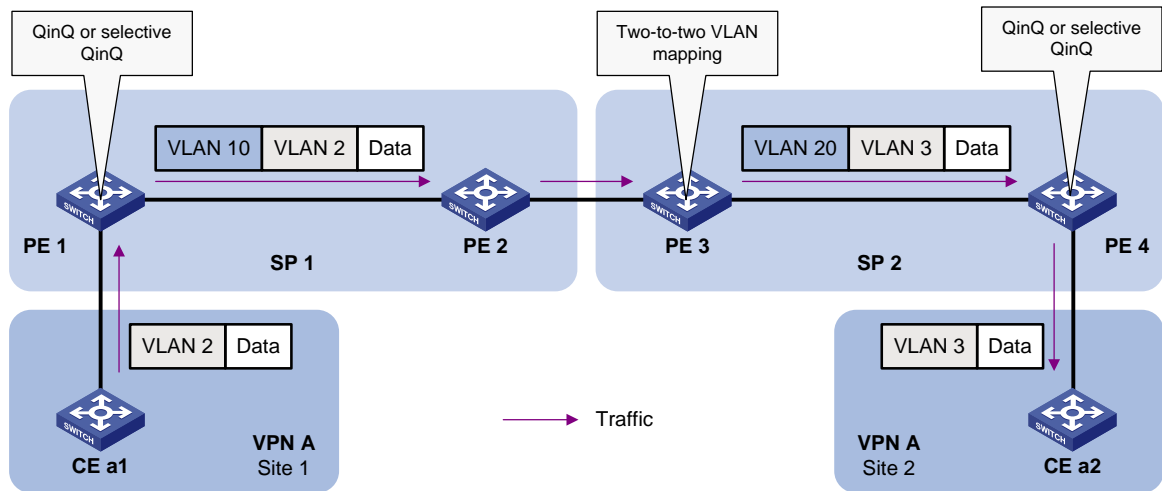 QinQ or selective
QinQ
Two-to-two VLAN
mapping
QinQ or selective
QinQ
VLAN 10 VLAN 2 Data
VLAN 20 VLAN 3 Data
SWITCH
SWITCH
SWITCH
SWITCH
PE 1
PE 2
PE 3
PE 4
SP 1
SP 2
VLAN 2 Data
VLAN 3 Data
SWITCH
SWITCH
Traffic
CE a1
VPN A
Site 1
VPN A
Site 2
CE a2